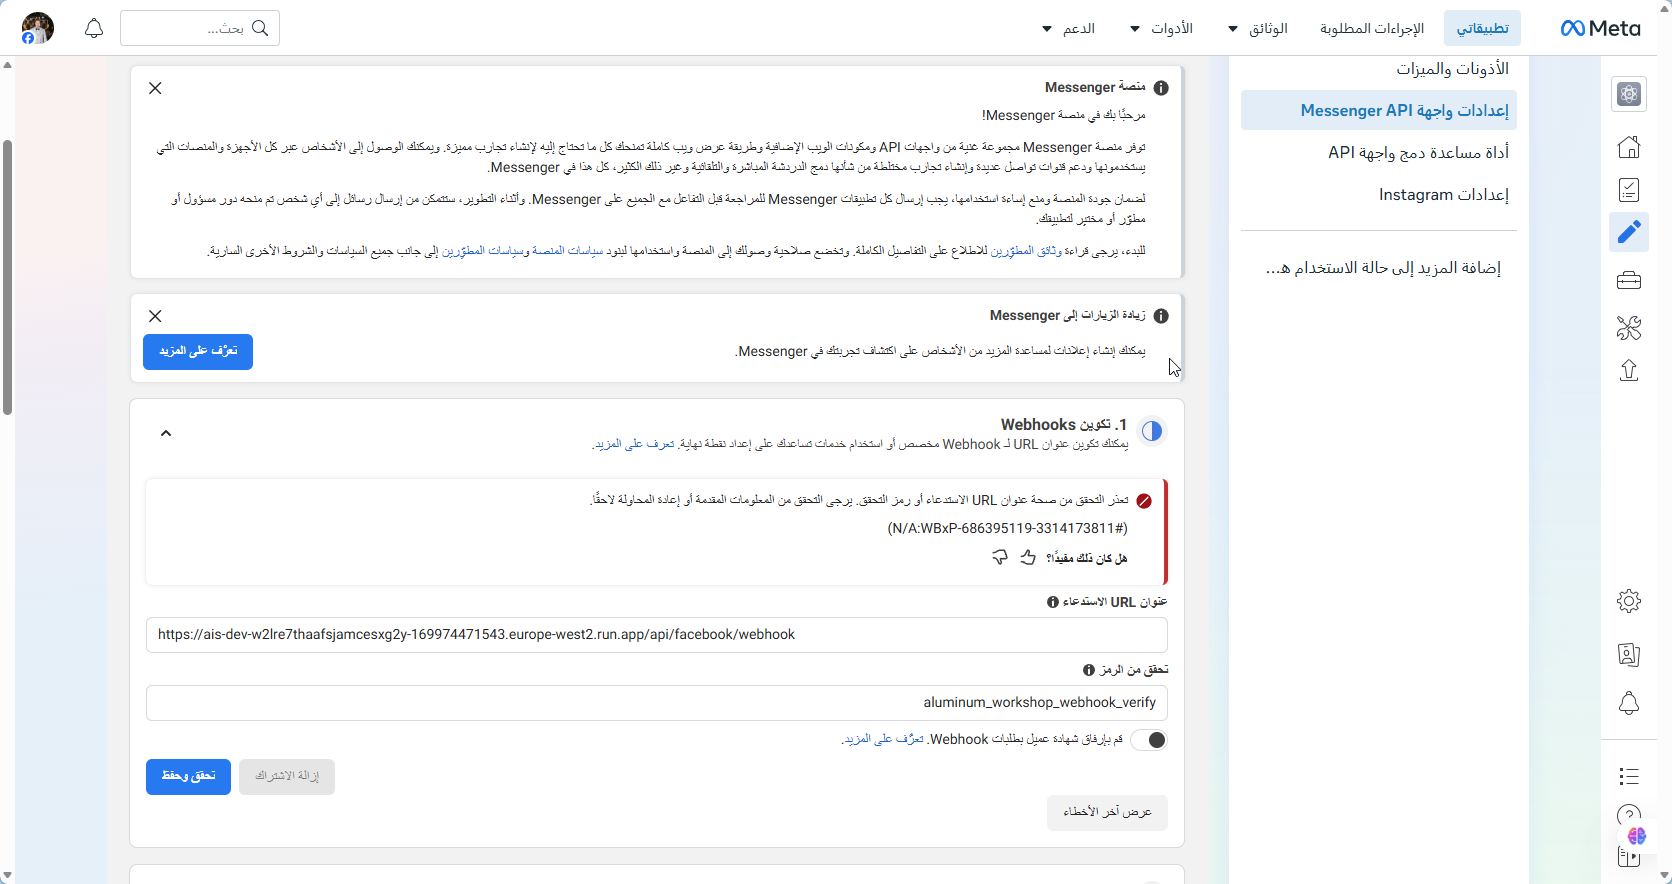 Meta
تطبيقاتي
الإجراءات المطلوبة
الوثائق
الأدوات
الدعم
بحث...
الأذونات والميزات
إعدادات واجهة Messenger API
أداة مساعدة دمج واجهة API
إعدادات Instagram
إضافة المزيد إلى حالة الاستخدام هـ...
منصة Messenger
مرحبًا بك في منصة Messenger!
توفر منصة Messenger مجموعة غنية من واجهات API ومكونات الويب الإضافية وطريقة عرض ويب كاملة تمنحك كل ما تحتاج إليه لإنشاء تجارب مميزة. ويمكنك الوصول إلى الأشخاص عبر كل الأجهزة والمنصات التي
يستخدمونها ودعم قنوات تواصل عديدة وإنشاء تجارب مختلطة من شأنها دمج الدردشة المباشرة والتلقائية وغير ذلك الكثير، كل هذا في Messenger.
لضمان جودة المنصة ومنع إساءة استخدامها، يجب إرسال كل تطبيقات Messenger للمراجعة قبل التفاعل مع الجميع على Messenger. وأثناء التطوير، ستتمكن من إرسال رسائل إلى أي شخص تم منحه دور مسؤول أو
مطوّر أو مختبر لتطبيقك.
للبدء، يرجى قراءة وثائق المطوّرين للاطلاع على التفاصيل الكاملة. وتخضع صلاحية وصولك إلى المنصة واستخدامها لبنود سياسات المنصة وسياسات المطوّرين إلى جانب جميع السياسات والشروط الأخرى السارية.
زيادة الزيارات إلى Messenger
يمكنك إنشاء إعلانات لمساعدة المزيد من الأشخاص على اكتشاف تجربتك في Messenger.
تعرّف على المزيد
1. تكوين Webhooks
يمكنك تكوين عنوان URL لـ Webhook مخصص أو استخدام خدمات تساعدك على إعداد نقطة نهاية. تعرف على المزيد.
تعذر التحقق من صحة عنوان URL الاستدعاء أو رمز التحقق. يرجى التحقق من المعلومات المقدمة أو إعادة المحاولة لاحقًا.
(#N/A:WBxP-686395119-3314173811)
هل كان ذلك مفيدًا؟
عنوان URL الاستدعاء
https://ais-dev-w2lre7thaafsjamcesxg2y-169974471543.europe-west2.run.app/api/facebook/webhook
تحقق من الرمز
aluminum_workshop_webhook_verify
قم بإرفاق شهادة عميل بطلبات Webhook. تعرُّف على المزيد.
إزالة الاشتراك
تحقق وحفظ
عرض آخر الأخطاء